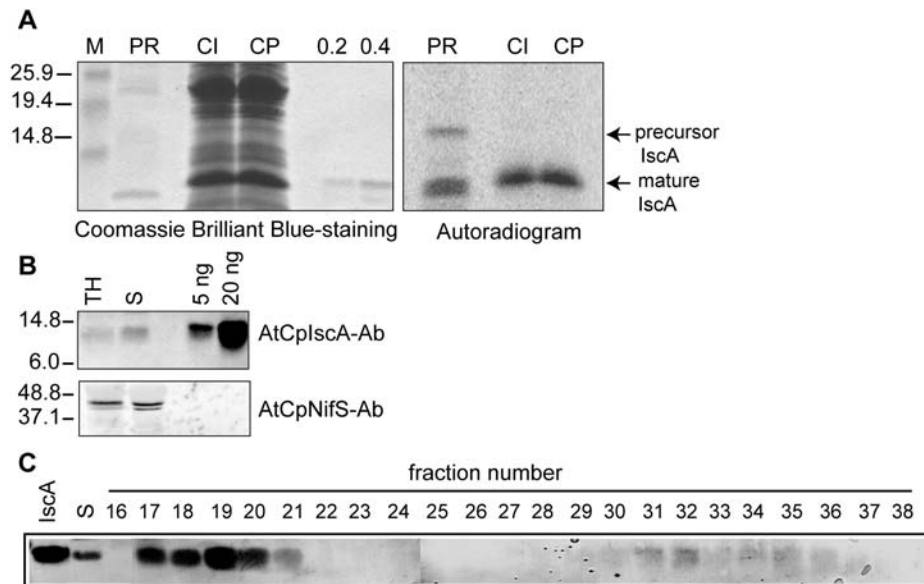 A
M PR CI CP 0.2 0.4 PR CI CP
25.9
19.4
14.8
precursor
IscA
mature
IscA
Coomassie Brilliant Blue-staining Autoradiogram
B
TH S 5 ng 20 ng
14.8
6.0
AtCpIscA-Ab
48.8
37.1
AtCpNifS-Ab
C
fraction number
IscA S 16 17 18 19 20 21 22 23 24 25 26 27 28 29 30 31 32 33 34 35 36 37 38